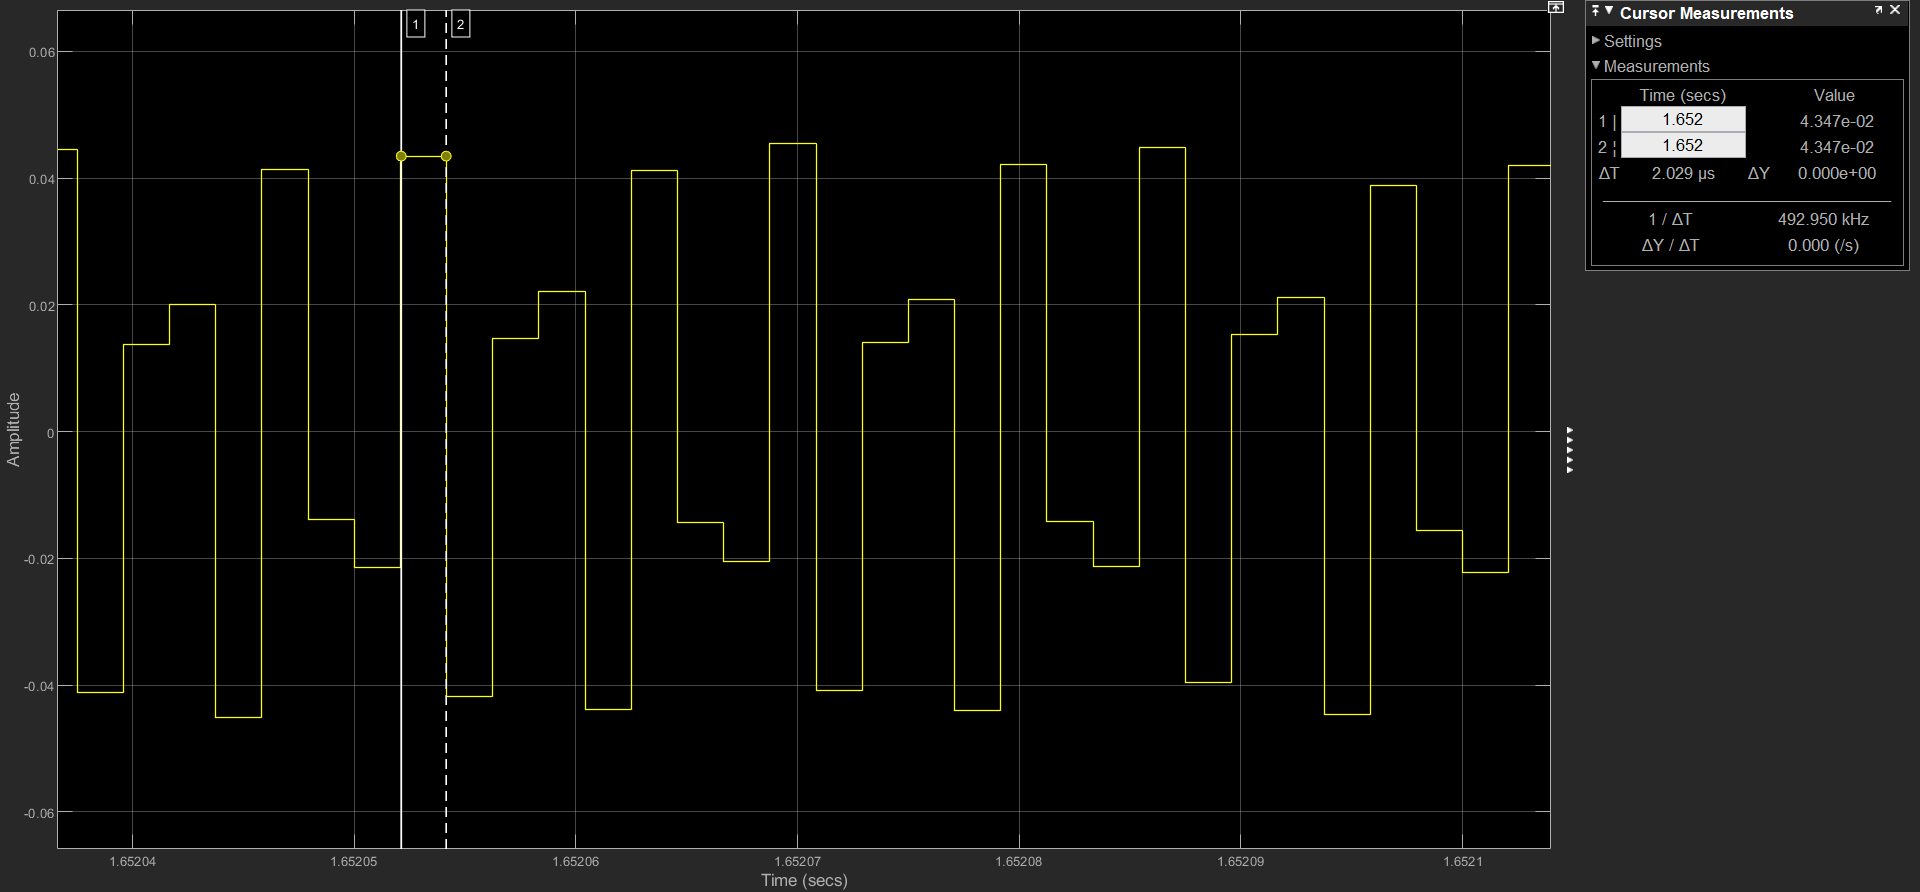 1 2
0.06
0.04
0.02
0
-0.02
-0.04
-0.06
Amplitude
1.65204 1.65205 1.65206 1.65207 1.65208 1.65209 1.6521
Time (secs)
Cursor Measurements
Settings
Measurements
Time (secs) Value
1 | 1.652 4.347e-02
2 ¦ 1.652 4.347e-02
ΔT 2.029 µs ΔY 0.000e+00
1 / ΔT 492.950 kHz
ΔY / ΔT 0.000 (/s)